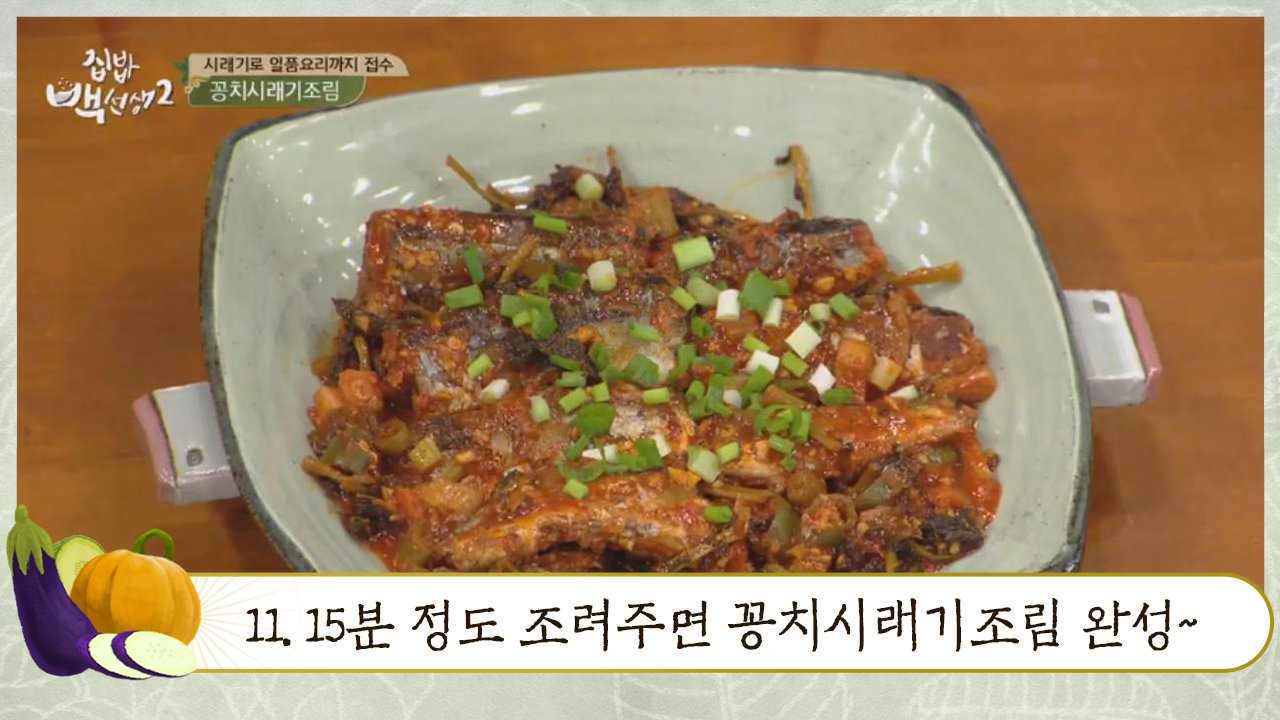 집밥
백선생2
시래기로 일품요리까지 접수
꽁치시래기조림
11. 15분 정도 조려주면 꽁치시래기조림 완성~